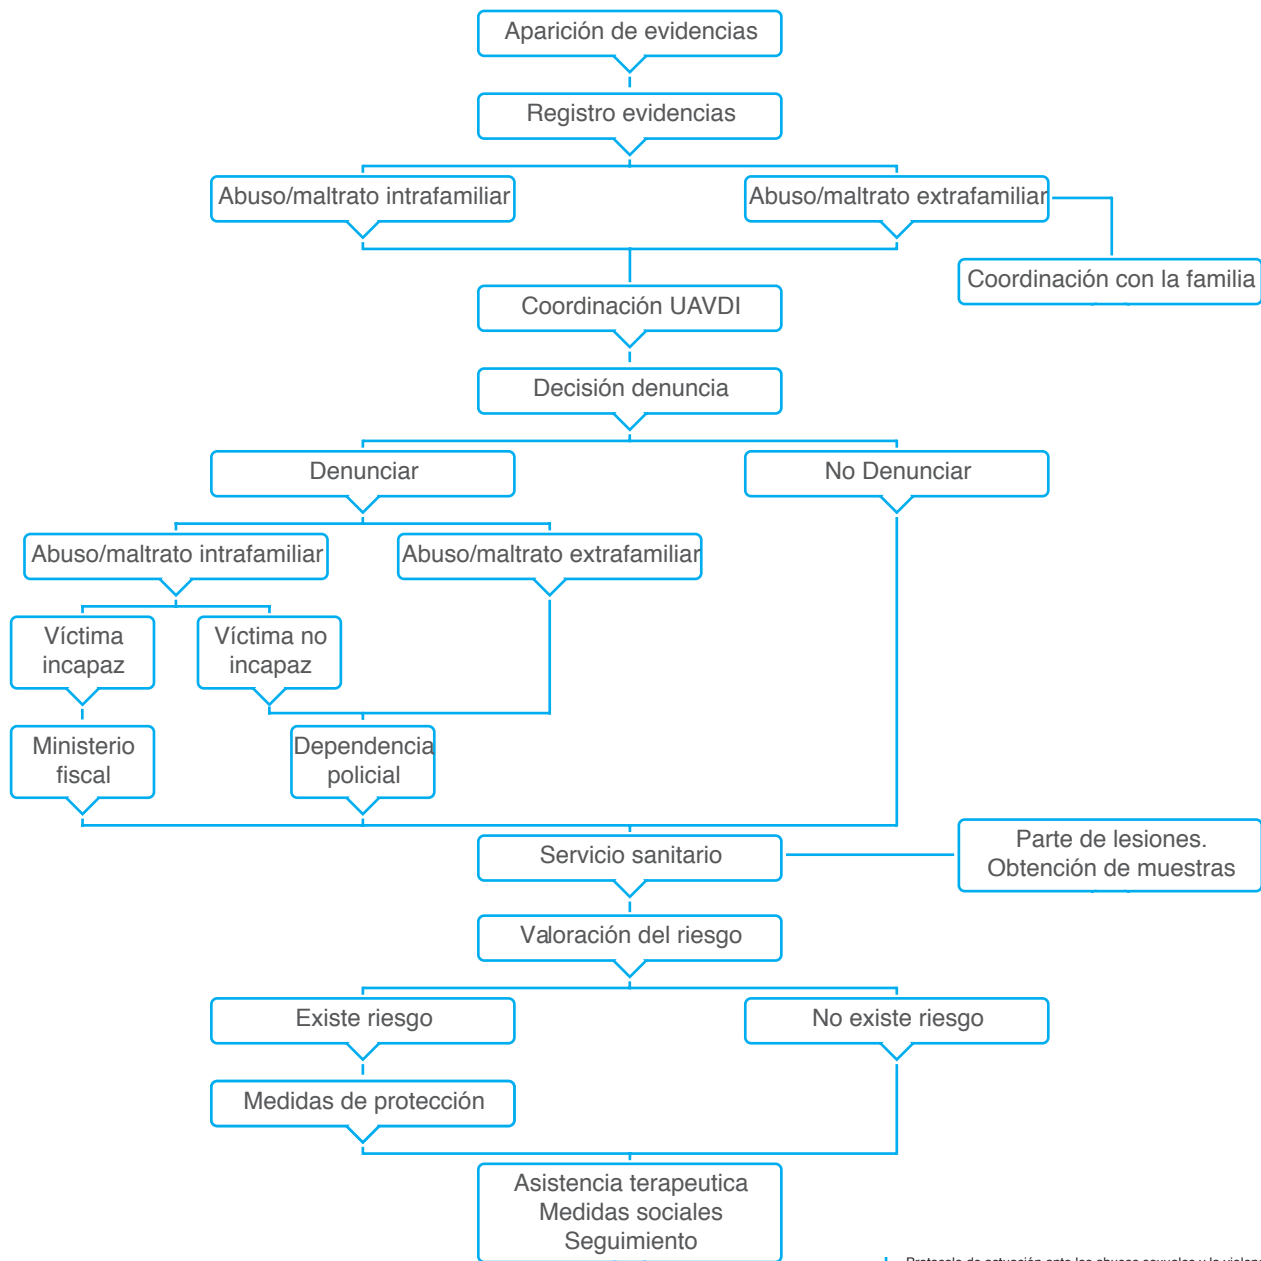 Aparición de evidencias
Registro evidencias
Abuso/maltrato intrafamiliar
Abuso/maltrato extrafamiliar
Coordinación con la familia
Coordinación UAVDI
Decisión denuncia
Denunciar
No Denunciar
Abuso/maltrato intrafamiliar
Abuso/maltrato extrafamiliar
Víctima
incapaz
Víctima no
incapaz
Ministerio
fiscal
Dependencia
policial
Servicio sanitario
Parte de lesiones.
Obtención de muestras
Valoración del riesgo
Existe riesgo
No existe riesgo
Medidas de protección
Asistencia terapeutica
Medidas sociales
Seguimiento